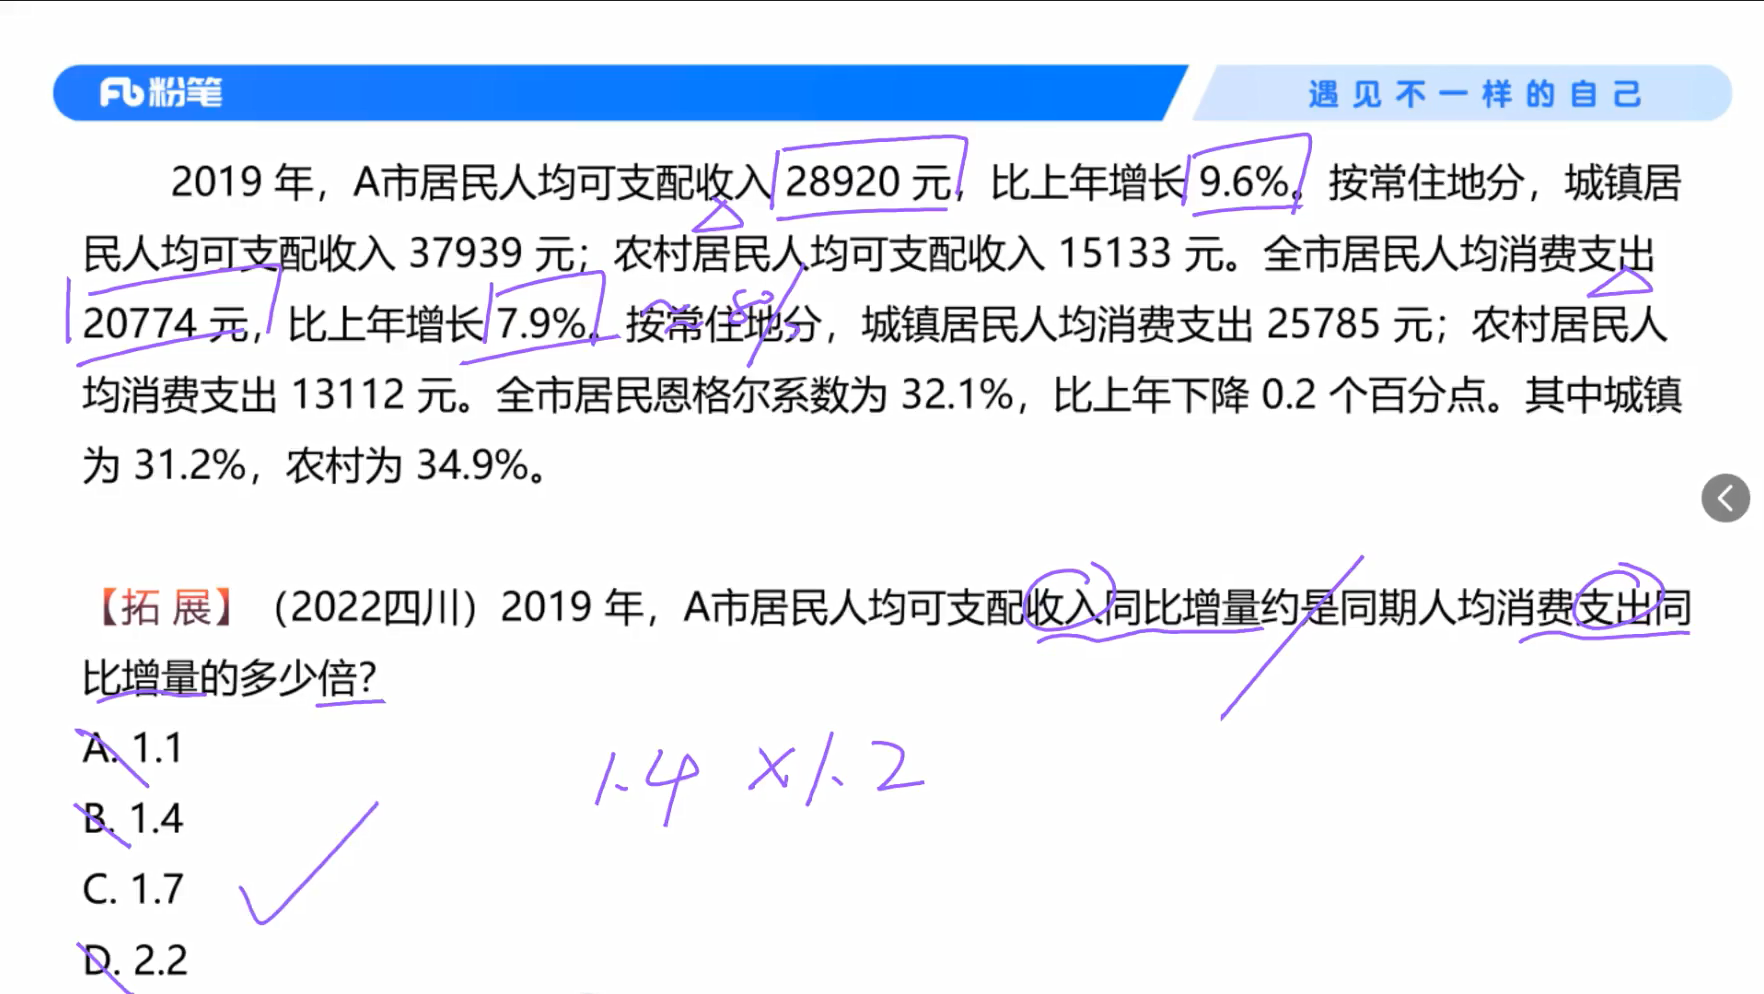 粉笔
遇见不一样的自己
2019 年，A市居民人均可支配收入 28920 元，比上年增长 9.6%。按常住地分，城镇居
民人均可支配收入 37939 元；农村居民人均可支配收入 15133 元。全市居民人均消费支出
20774 元，比上年增长 7.9%。按常住地分，城镇居民人均消费支出 25785 元；农村居民人
均消费支出 13112 元。全市居民恩格尔系数为 32.1%，比上年下降 0.2 个百分点。其中城镇
为 31.2%，农村为 34.9%。
【拓 展】（2022四川）2019 年，A市居民人均可支配收入同比增量约是同期人均消费支出同
比增量的多少倍？
A. 1.1
1.4 × 1.2
B. 1.4
C. 1.7
D. 2.2